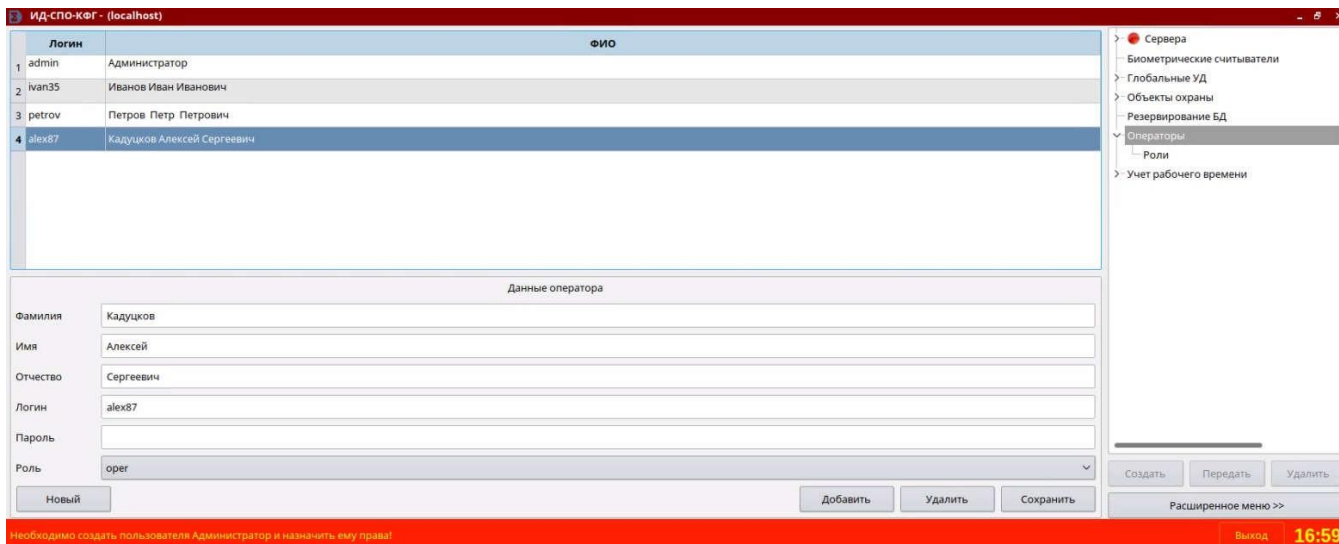 ИД-СПО-КФГ - (localhost)
Логин ФИО
1 admin Администратор
2 ivan35 Иванов Иван Иванович
3 petrov Петров Петр Петрович
4 alex87 Кадуцков Алексей Сергеевич
Данные оператора
Фамилия Кадуцков
Имя Алексей
Отчество Сергеевич
Логин alex87
Пароль
Роль oper
Новый Добавить Удалить Сохранить
Сервера
Биометрические считыватели
Глобальные УД
Объекты охраны
Резервирование БД
Операторы
Роли
Учет рабочего времени
Создать Передать Удалить
Расширенное меню >>
Необходимо создать пользователя Администратор и назначить ему права! Выход 16:59